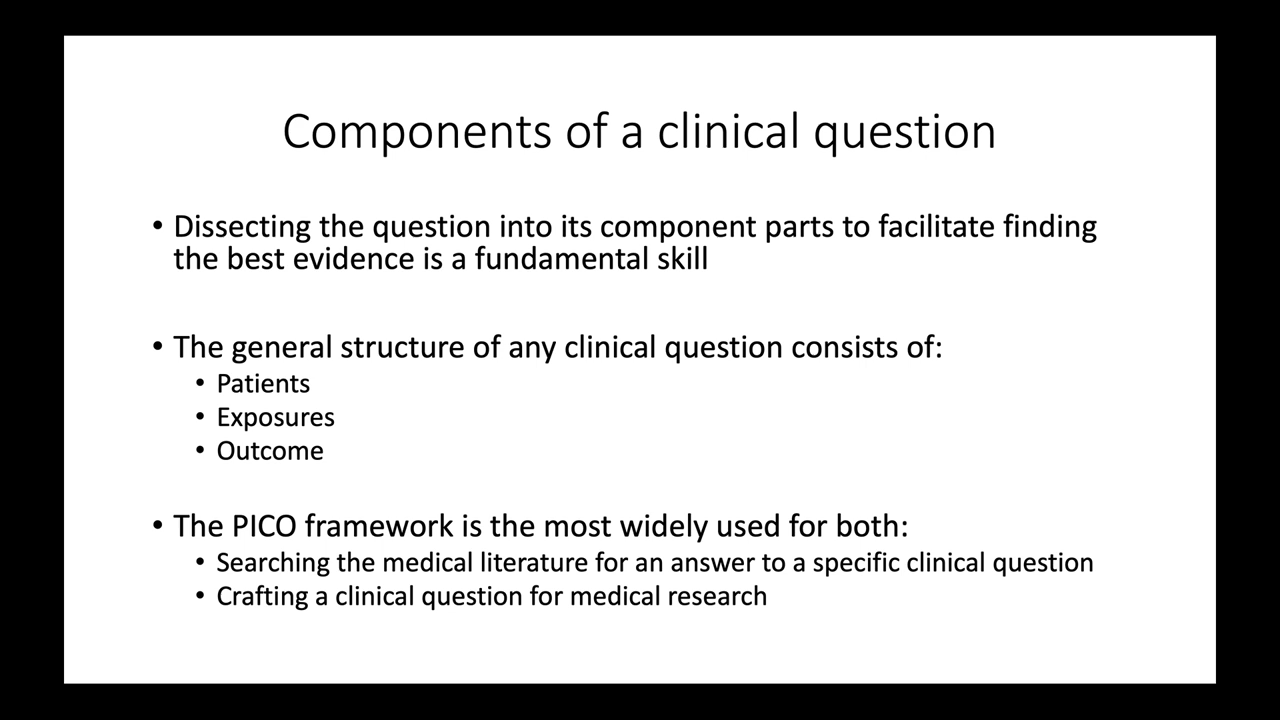 Components of a clinical question
• Dissecting the question into its component parts to facilitate finding
the best evidence is a fundamental skill
• The general structure of any clinical question consists of:
• Patients
• Exposures
• Outcome
• The PICO framework is the most widely used for both:
• Searching the medical literature for an answer to a specific clinical question
• Crafting a clinical question for medical research